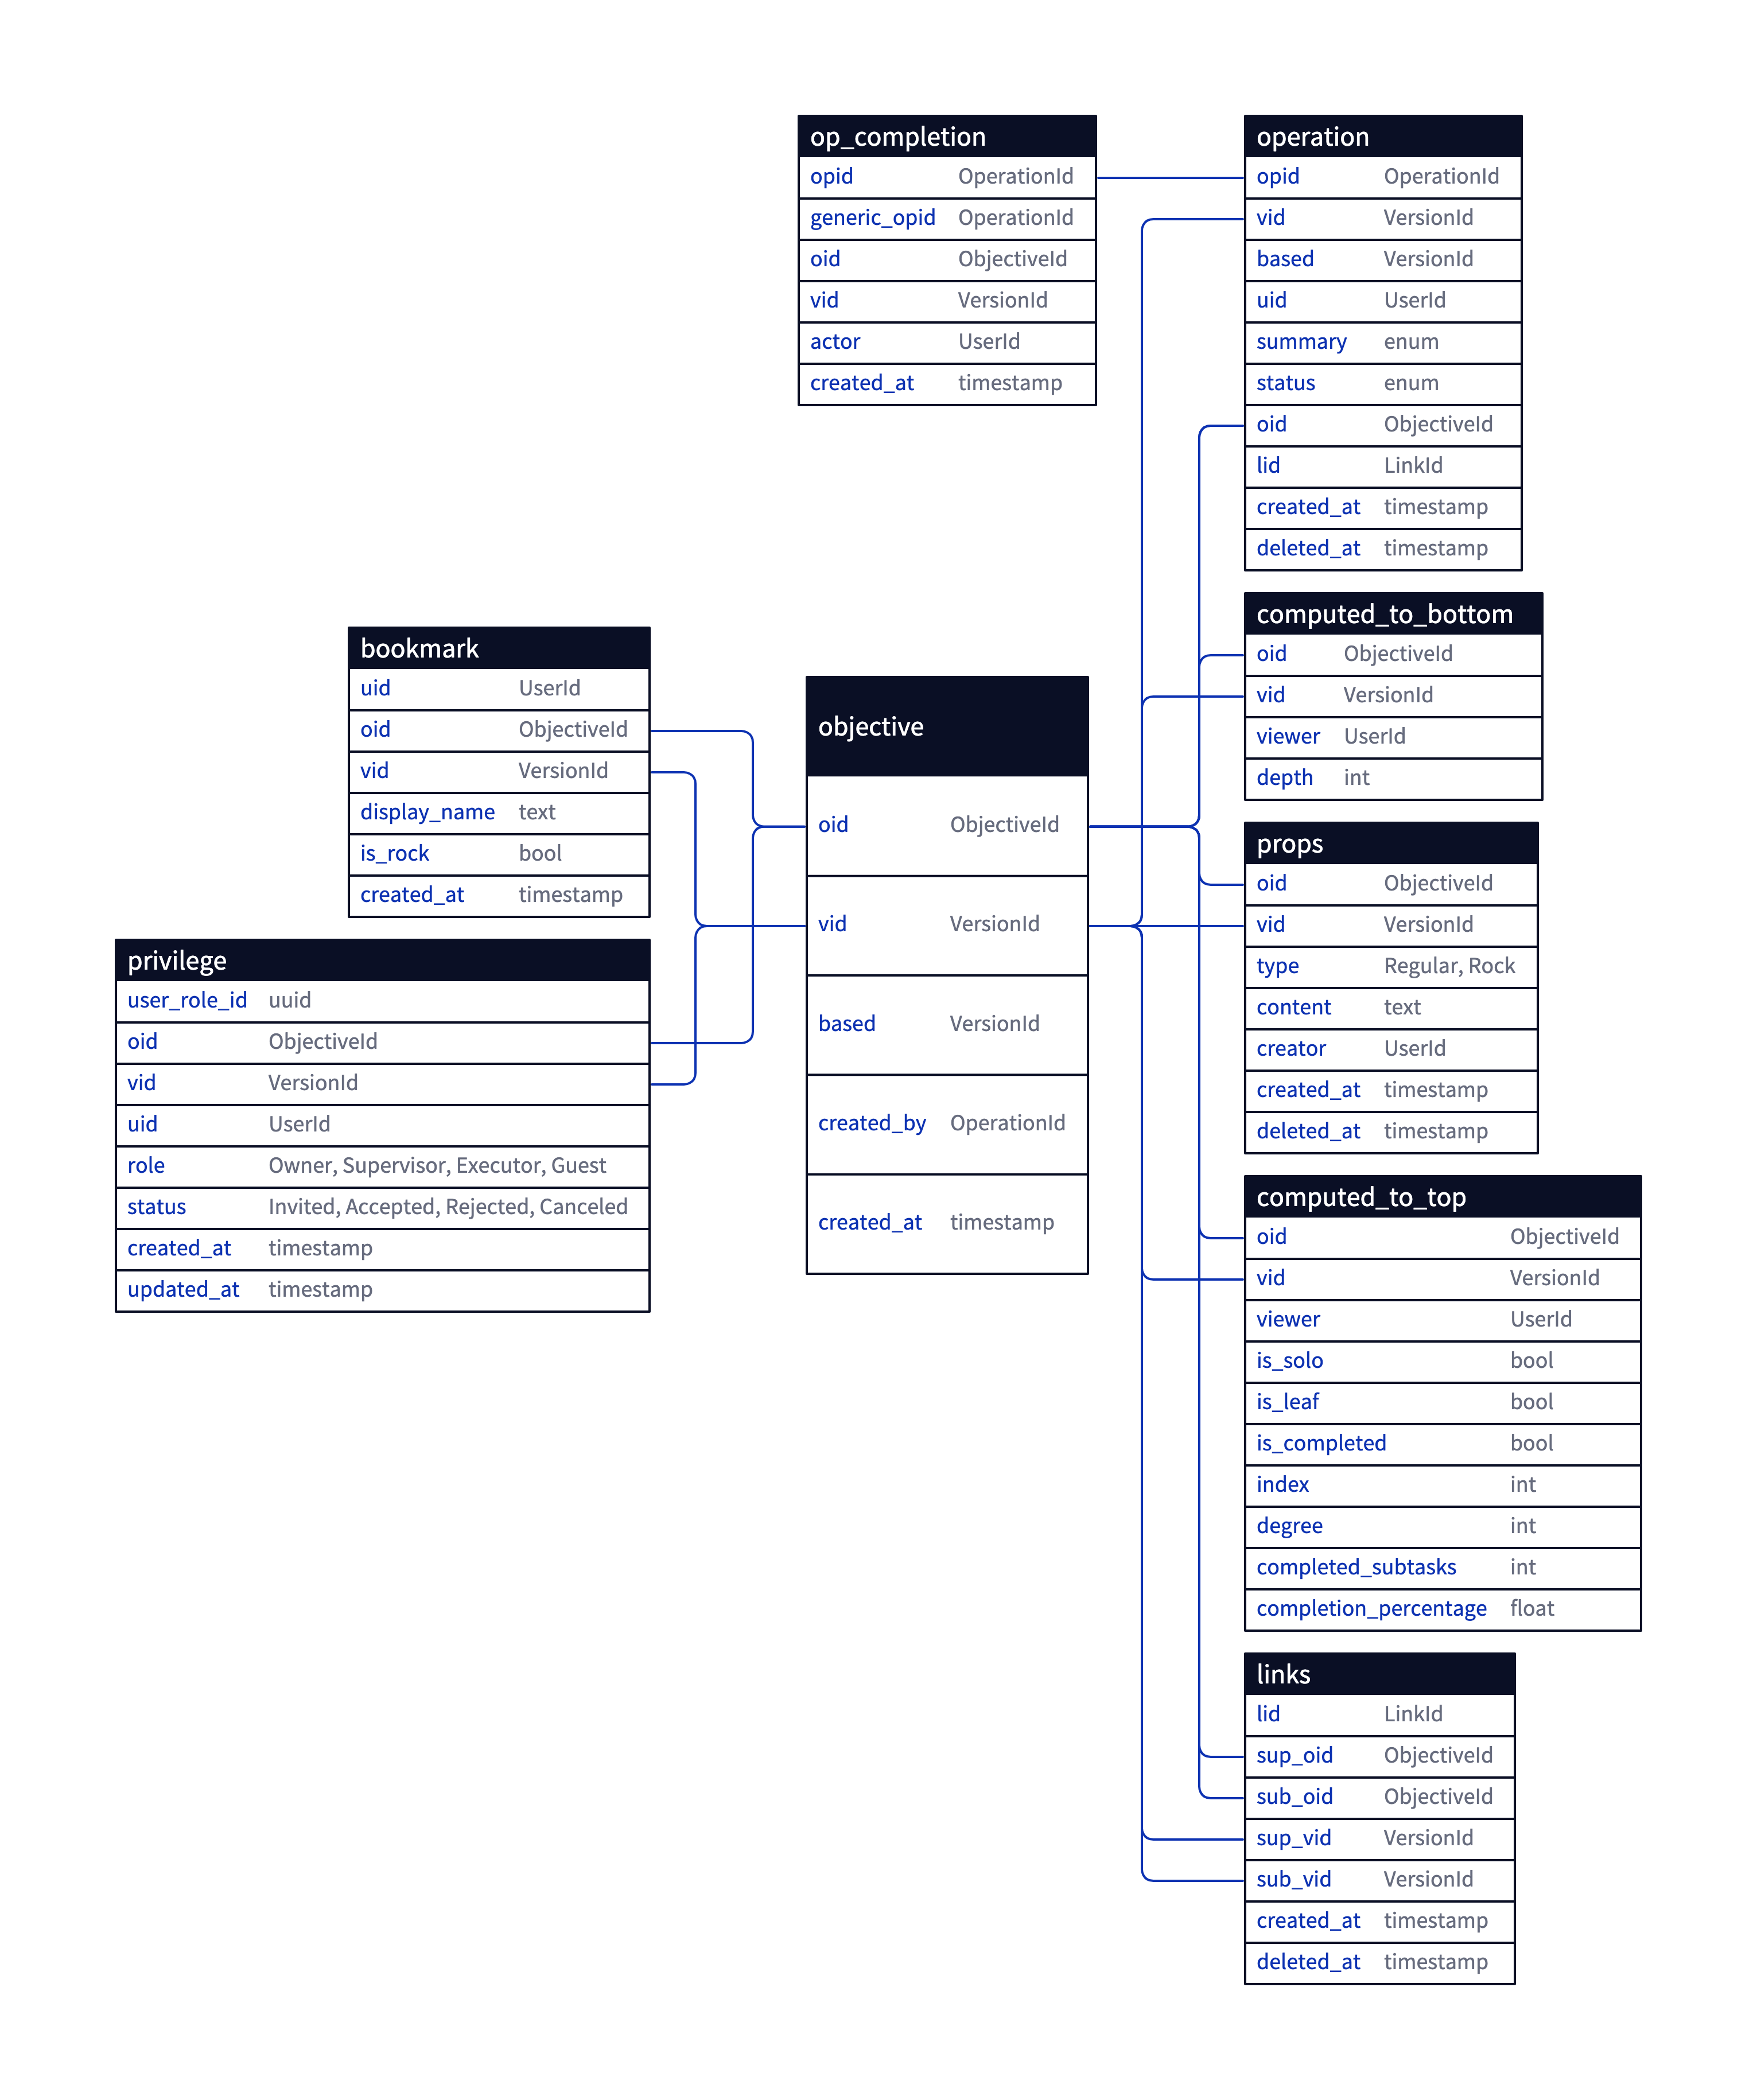 op_completion
opid OperationId
generic_opid OperationId
oid ObjectiveId
vid VersionId
actor UserId
created_at timestamp
operation
opid OperationId
vid VersionId
based VersionId
uid UserId
summary enum
status enum
oid ObjectiveId
lid LinkId
created_at timestamp
deleted_at timestamp
bookmark
uid UserId
oid ObjectiveId
vid VersionId
display_name text
is_rock bool
created_at timestamp
privilege
user_role_id uuid
oid ObjectiveId
vid VersionId
uid UserId
role Owner, Supervisor, Executor, Guest
status Invited, Accepted, Rejected, Canceled
created_at timestamp
updated_at timestamp
objective
oid ObjectiveId
vid VersionId
based VersionId
created_by OperationId
created_at timestamp
computed_to_bottom
oid ObjectiveId
vid VersionId
viewer UserId
depth int
props
oid ObjectiveId
vid VersionId
type Regular, Rock
content text
creator UserId
created_at timestamp
deleted_at timestamp
computed_to_top
oid ObjectiveId
vid VersionId
viewer UserId
is_solo bool
is_leaf bool
is_completed bool
index int
degree int
completed_subtasks int
completion_percentage float
links
lid LinkId
sup_oid ObjectiveId
sub_oid ObjectiveId
sup_vid VersionId
sub_vid VersionId
created_at timestamp
deleted_at timestamp